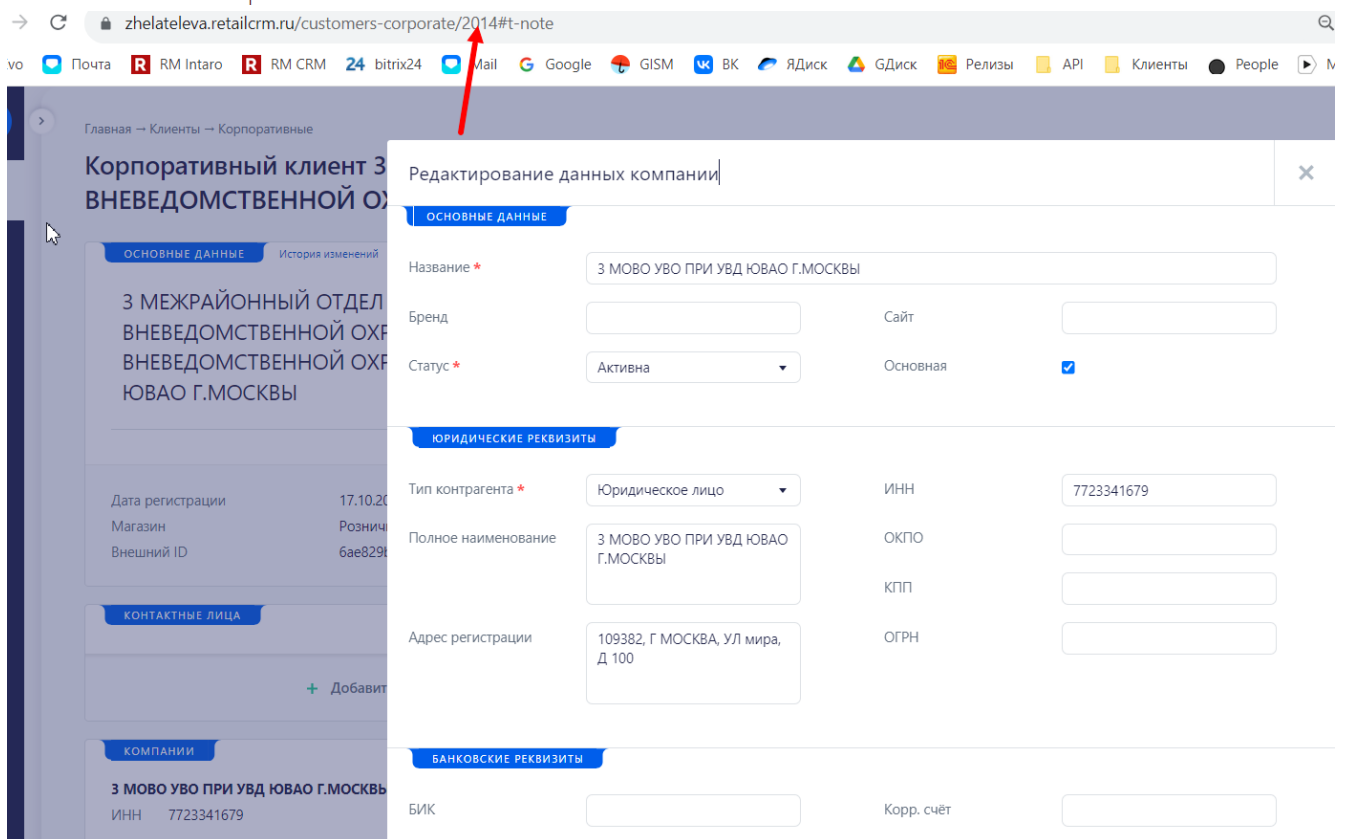 zhelateleva.retailcrm.ru/customers-corporate/2014#t-note
Почта RM Intaro RM CRM 24 bitrix24 Mail Google GISM ВК ЯДиск GДиск Релизы API Клиенты People
Главная → Клиенты → Корпоративные
Корпоративный клиент 3
ВНЕВЕДОМСТВЕННОЙ
ОСНОВНЫЕ ДАННЫЕ История изменений
3 МЕЖРАЙОННЫЙ ОТДЕЛ
ВНЕВЕДОМСТВЕННОЙ
ВНЕВЕДОМСТВЕННОЙ
ЮВАО Г.МОСКВЫ
Дата регистрации 17.10.20
Магазин Рознич
Внешний ID 6ae829
КОНТАКТНЫЕ ЛИЦА
+ Добавит
КОМПАНИИ
3 МОВО УВО ПРИ УВД ЮВАО Г.МОСКВЫ
ИНН 7723341679
Редактирование данных компании
ОСНОВНЫЕ ДАННЫЕ
Название * 3 МОВО УВО ПРИ УВД ЮВАО Г.МОСКВЫ
Бренд Сайт
Статус * Активна Основная
ЮРИДИЧЕСКИЕ РЕКВИЗИТЫ
Тип контрагента * Юридическое лицо ИНН 7723341679
Полное наименование 3 МОВО УВО ПРИ УВД ЮВАО ОКПО
Г.МОСКВЫ
КПП
Адрес регистрации 109382, Г МОСКВА, УЛ мира, ОГРН
Д 100
БАНКОВСКИЕ РЕКВИЗИТЫ
БИК Корр. счёт